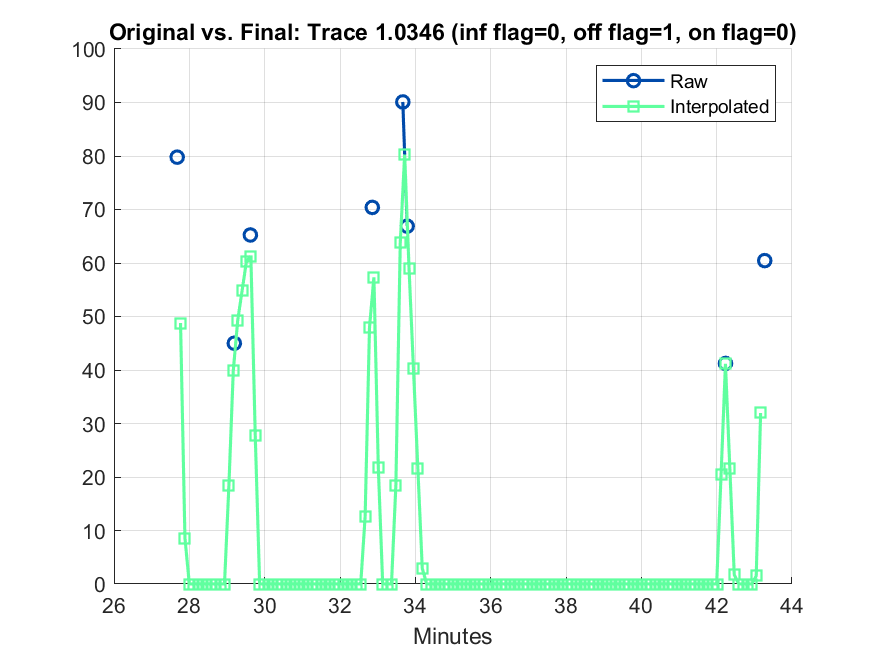 Original vs. Final: Trace 1.0346 (inf flag=0, off flag=1, on flag=0)
100
90
80
70
60
50
40
30
20
10
0
Raw
Interpolated
26 28 30 32 34 36 38 40 42 44
Minutes